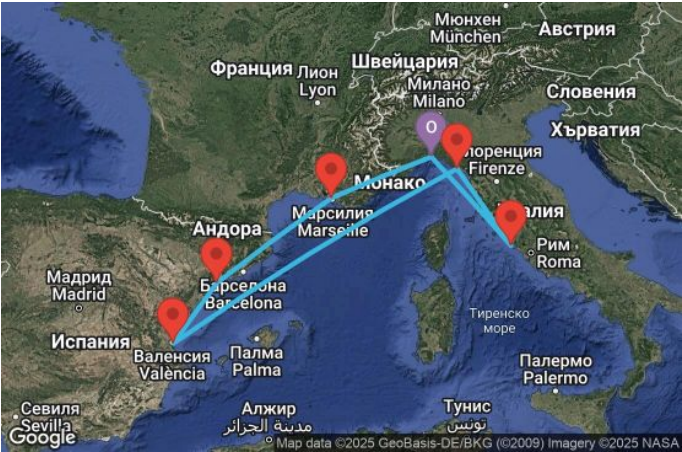 Мюнхен
München
Австрия
Швейцария
Франция
Лион
Lyon
Милано
Milano
Словения
Хърватия
О
лоренция
Firenze
Монако
Марсилия
Marseille
алия
Андора
Рим
Roma
Барселона
Barcelona
Мадрид
Madrid
Тиренско
море
Испания
Валенсия
València
Палма
Palma
Палермо
Palermo
Севиля
Sevilla
Алжир
مدينة الجزائر
Тунис
تونس
Google
Map data ©2025 GeoBasis-DE/BKG (©2009) Imagery ©2025 NASA